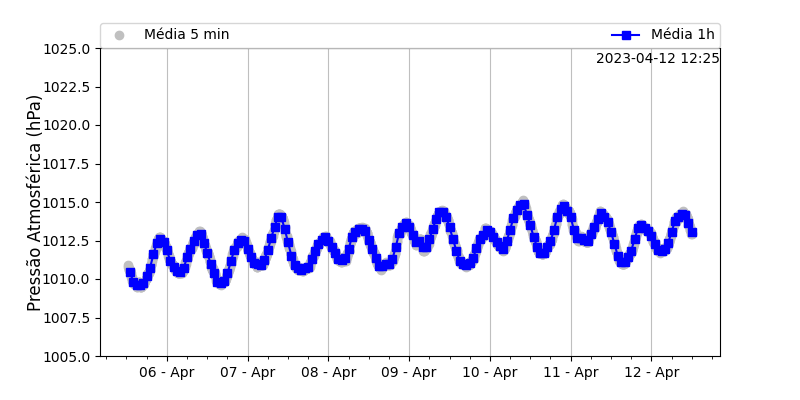 Média 5 min
Média 1h
2023-04-12 12:25
Pressão Atmosférica (hPa)
1025.0
1022.5
1020.0
1017.5
1015.0
1012.5
1010.0
1007.5
1005.0
06 - Apr
07 - Apr
08 - Apr
09 - Apr
10 - Apr
11 - Apr
12 - Apr